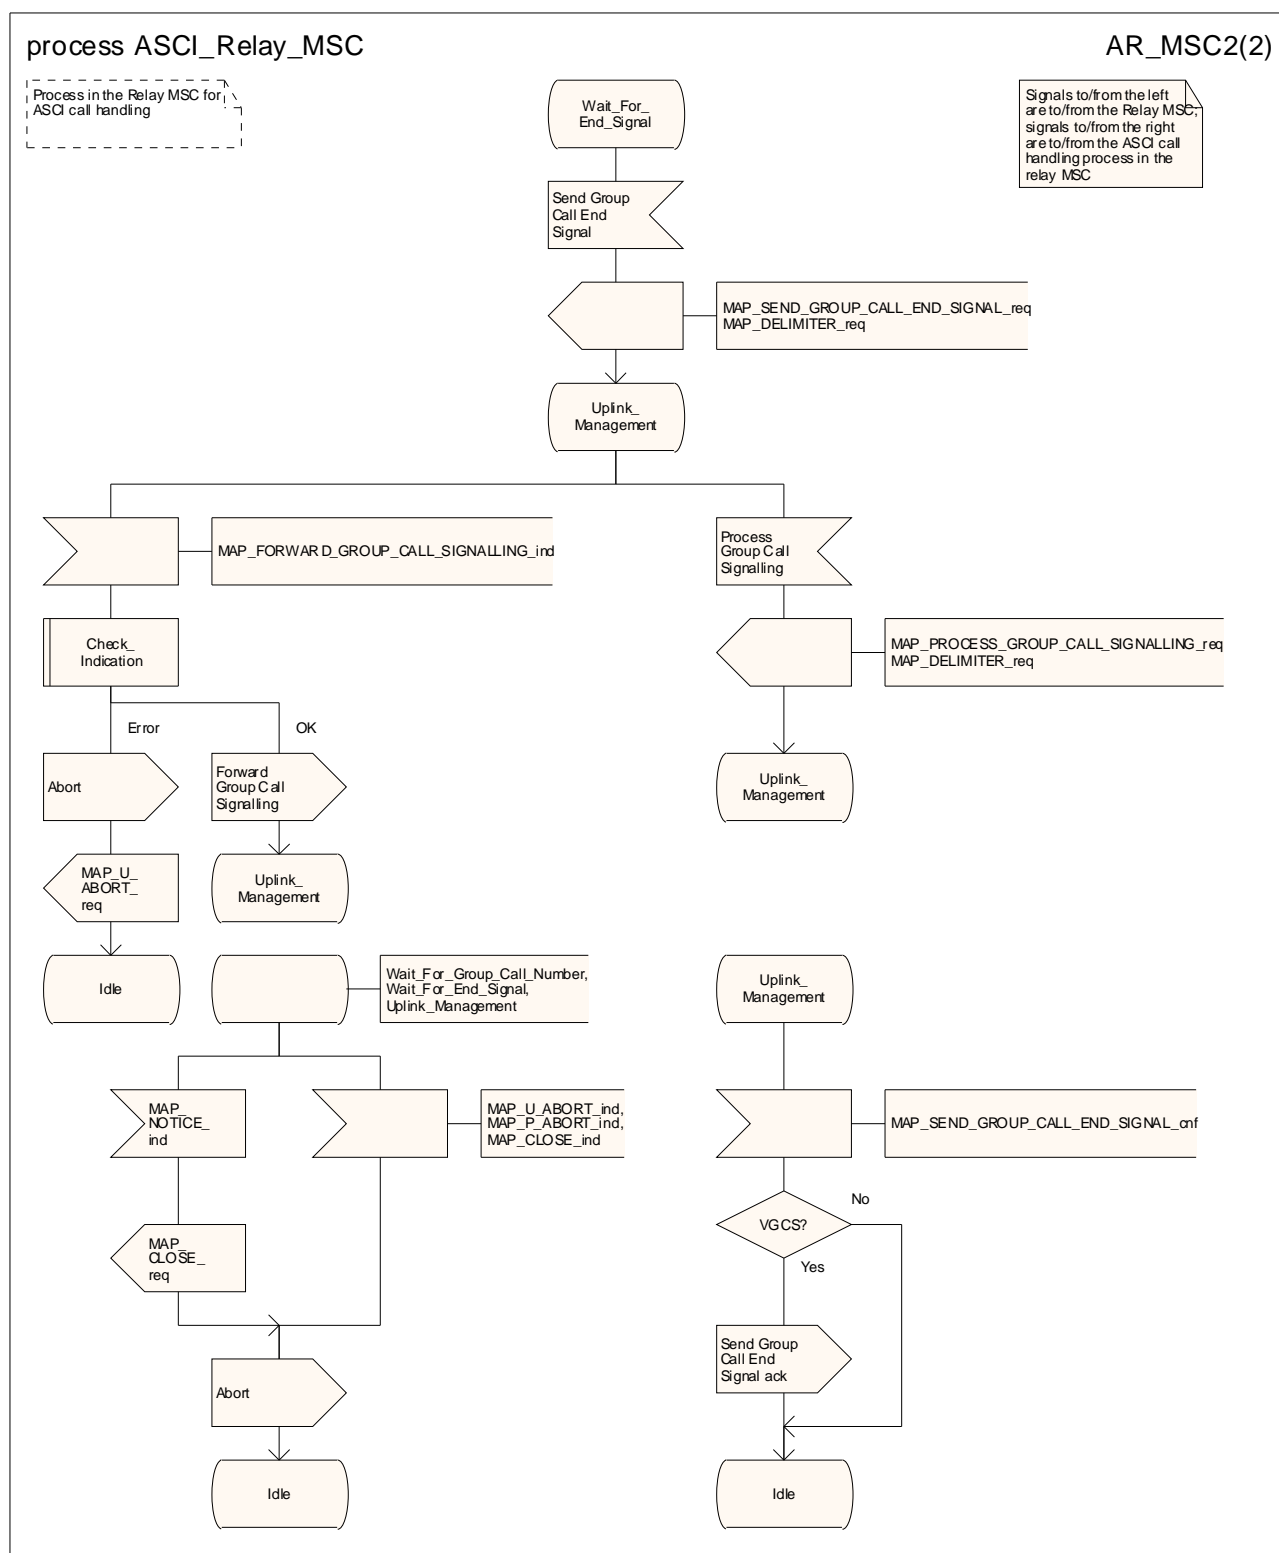 process ASCI_Relay_MSC
AR_MSC2(2)
Process in the Relay MSC for
ASCI call handling
Wait_For_
End_Signal
Signals to/from the left
are to/from the Relay MSC;
signals to/from the right
are to/from the ASCI call
handling process in the
relay MSC
Send Group
Call End
Signal
MAP_SEND_GROUP_CALL_END_SIGNAL_req
MAP_DELIMITER_req
Uplink_
Management
MAP_FORWARD_GROUP_CALL_SIGNALLING_ind
Process
Group Call
Signalling
Check_
Indication
MAP_PROCESS_GROUP_CALL_SIGNALLING_req
MAP_DELIMITER_req
Error
OK
Abort
Forward
Group Call
Signalling
Uplink_
Management
MAP_U_
ABORT_
req
Uplink_
Management
Idle
Wait_For_Group_Call_Number,
Wait_For_End_Signal,
Uplink_Management
Uplink_
Management
MAP_
NOTICE_
ind
MAP_U_ABORT_ind,
MAP_P_ABORT_ind,
MAP_CLOSE_ind
MAP_SEND_GROUP_CALL_END_SIGNAL_cnf
No
VGCS?
Yes
MAP_
CLOSE_
req
Send Group
Call End
Signal ack
Abort
Idle
Idle